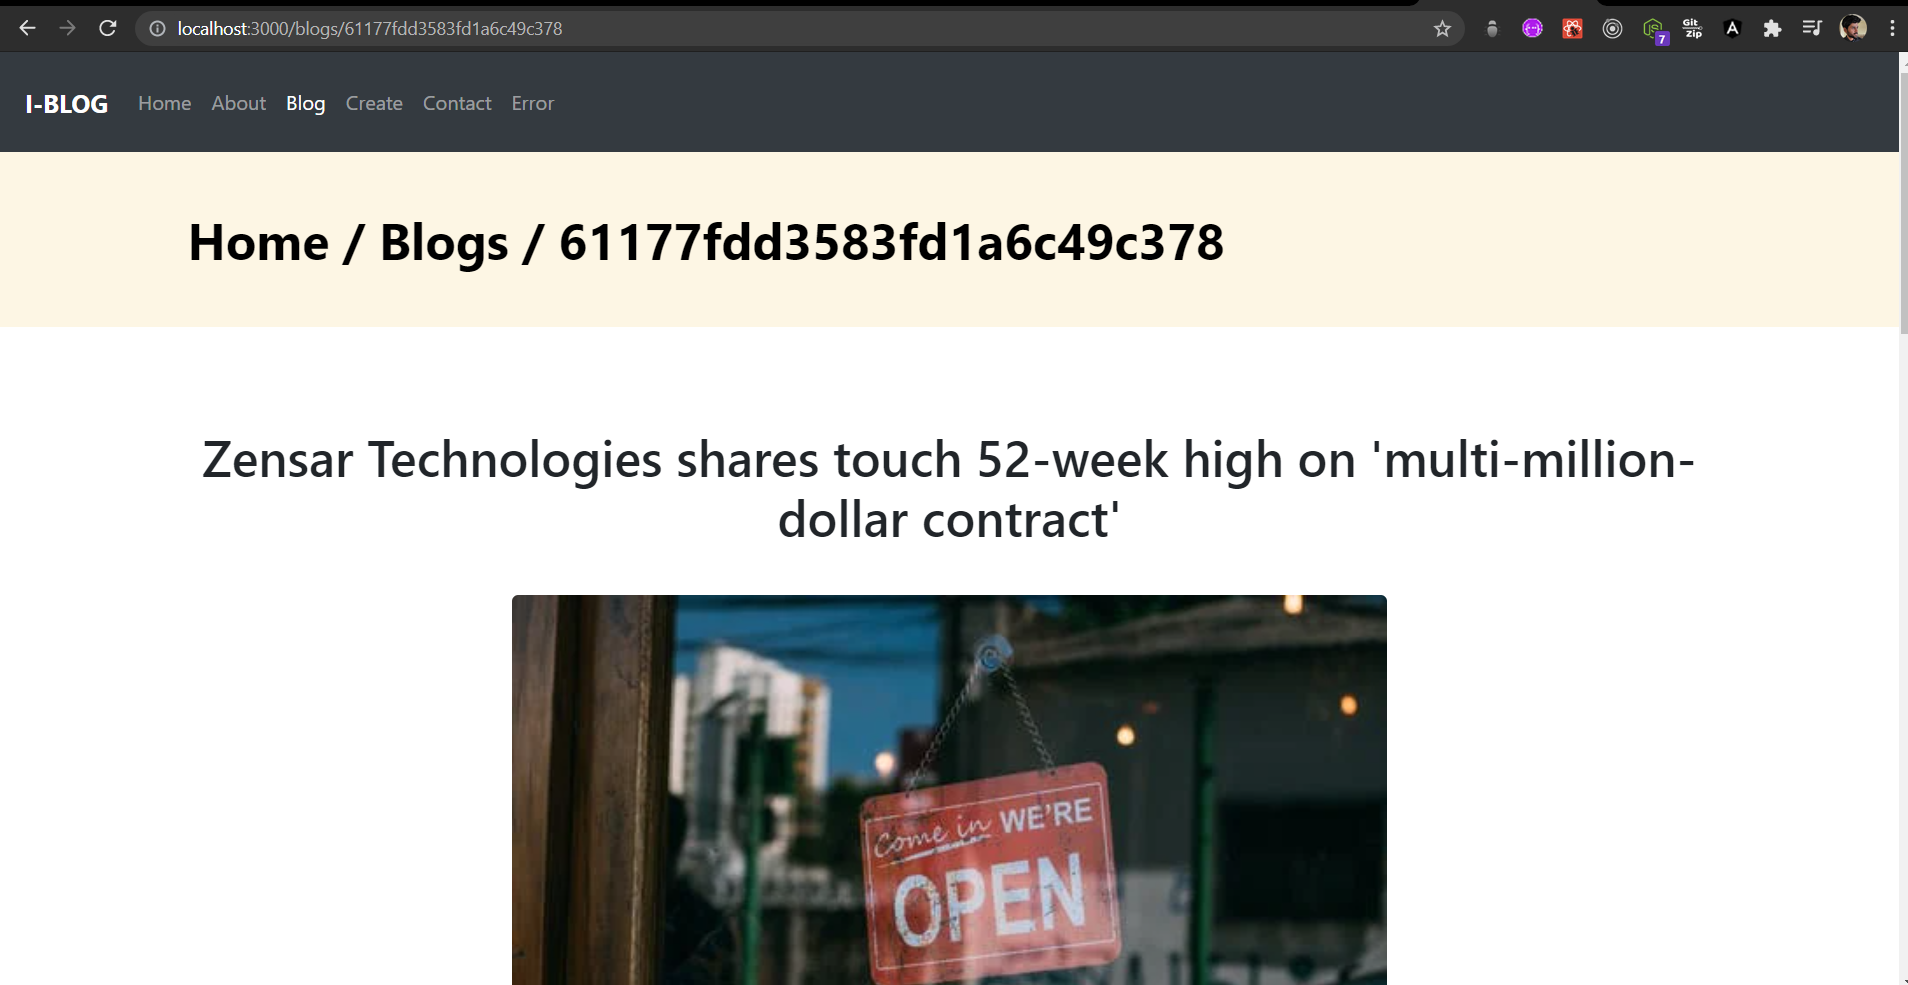 localhost:3000/blogs/61177fdd3583fd1a6c49c378
Git
Zip
JS
7
A
I-BLOG Home About Blog Create Contact Error
Home / Blogs / 61177fdd3583fd1a6c49c378
Zensar Technologies shares touch 52-week high on 'multi-million-
dollar contract'
Come in WE'RE
OPEN